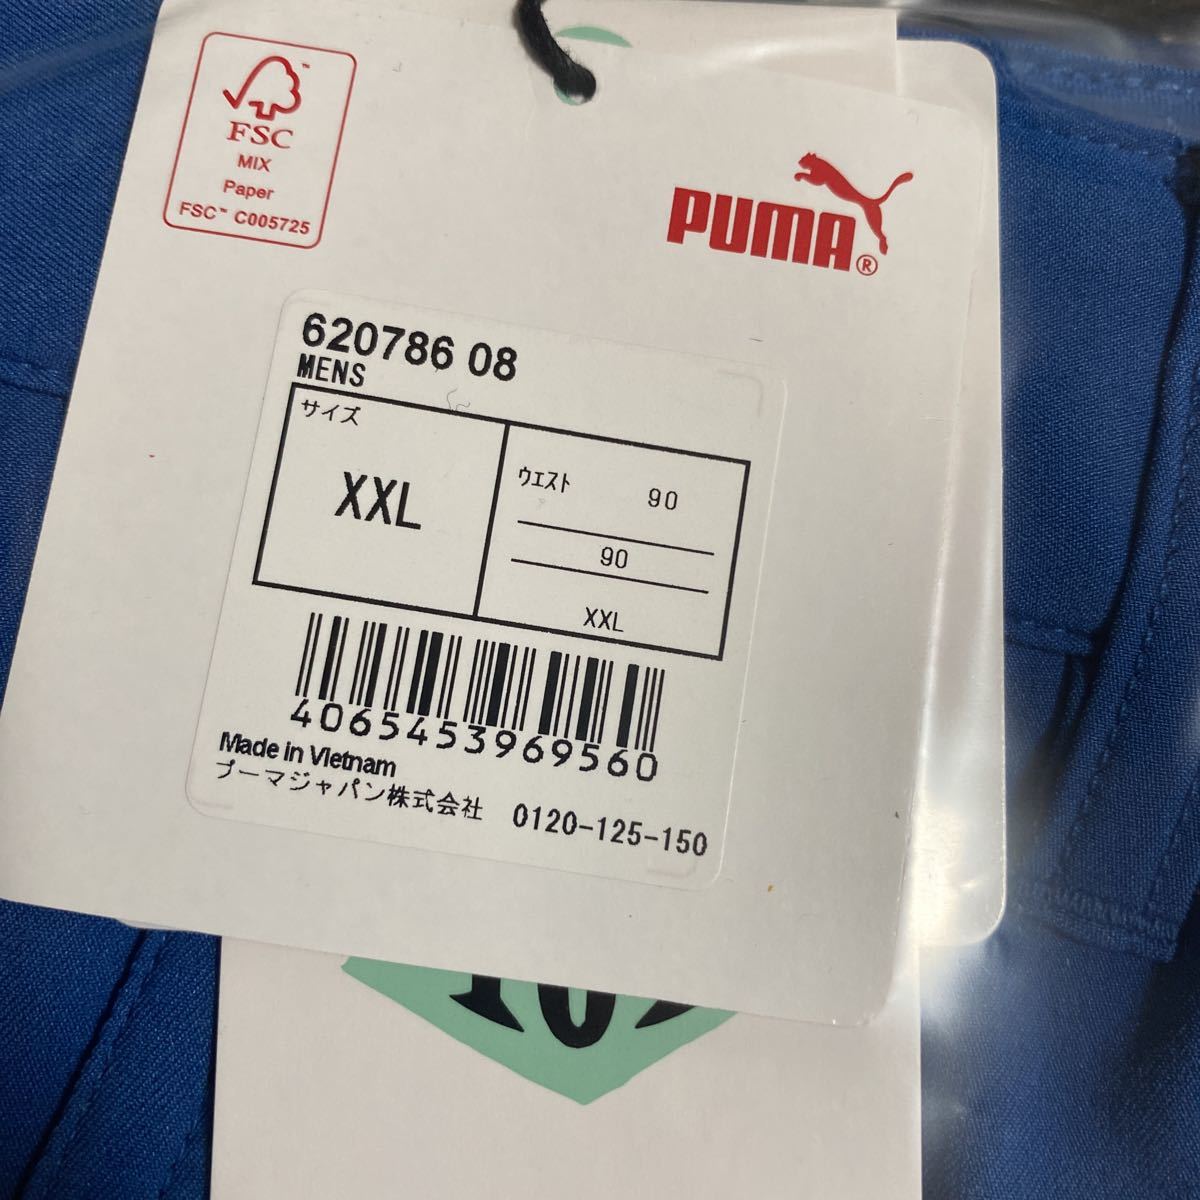 FSC
MIX
Paper
FSC™ C005725
PUMA®
620786 08
MENS
サイズ
XXL
ウエスト 90
90
XXL
4065453969560
Made in Vietnam
プーマジャパン株式会社 0120-125-150